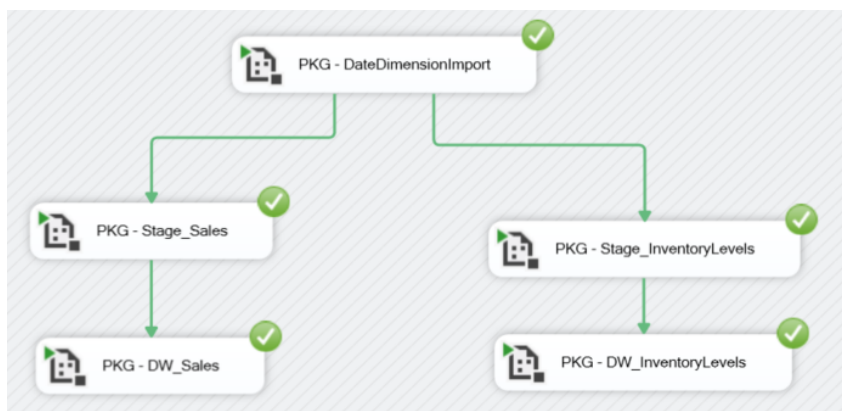 PKG - DateDimensionImport
PKG - Stage_Sales
PKG - Stage_InventoryLevels
PKG - DW_Sales
PKG - DW_InventoryLevels